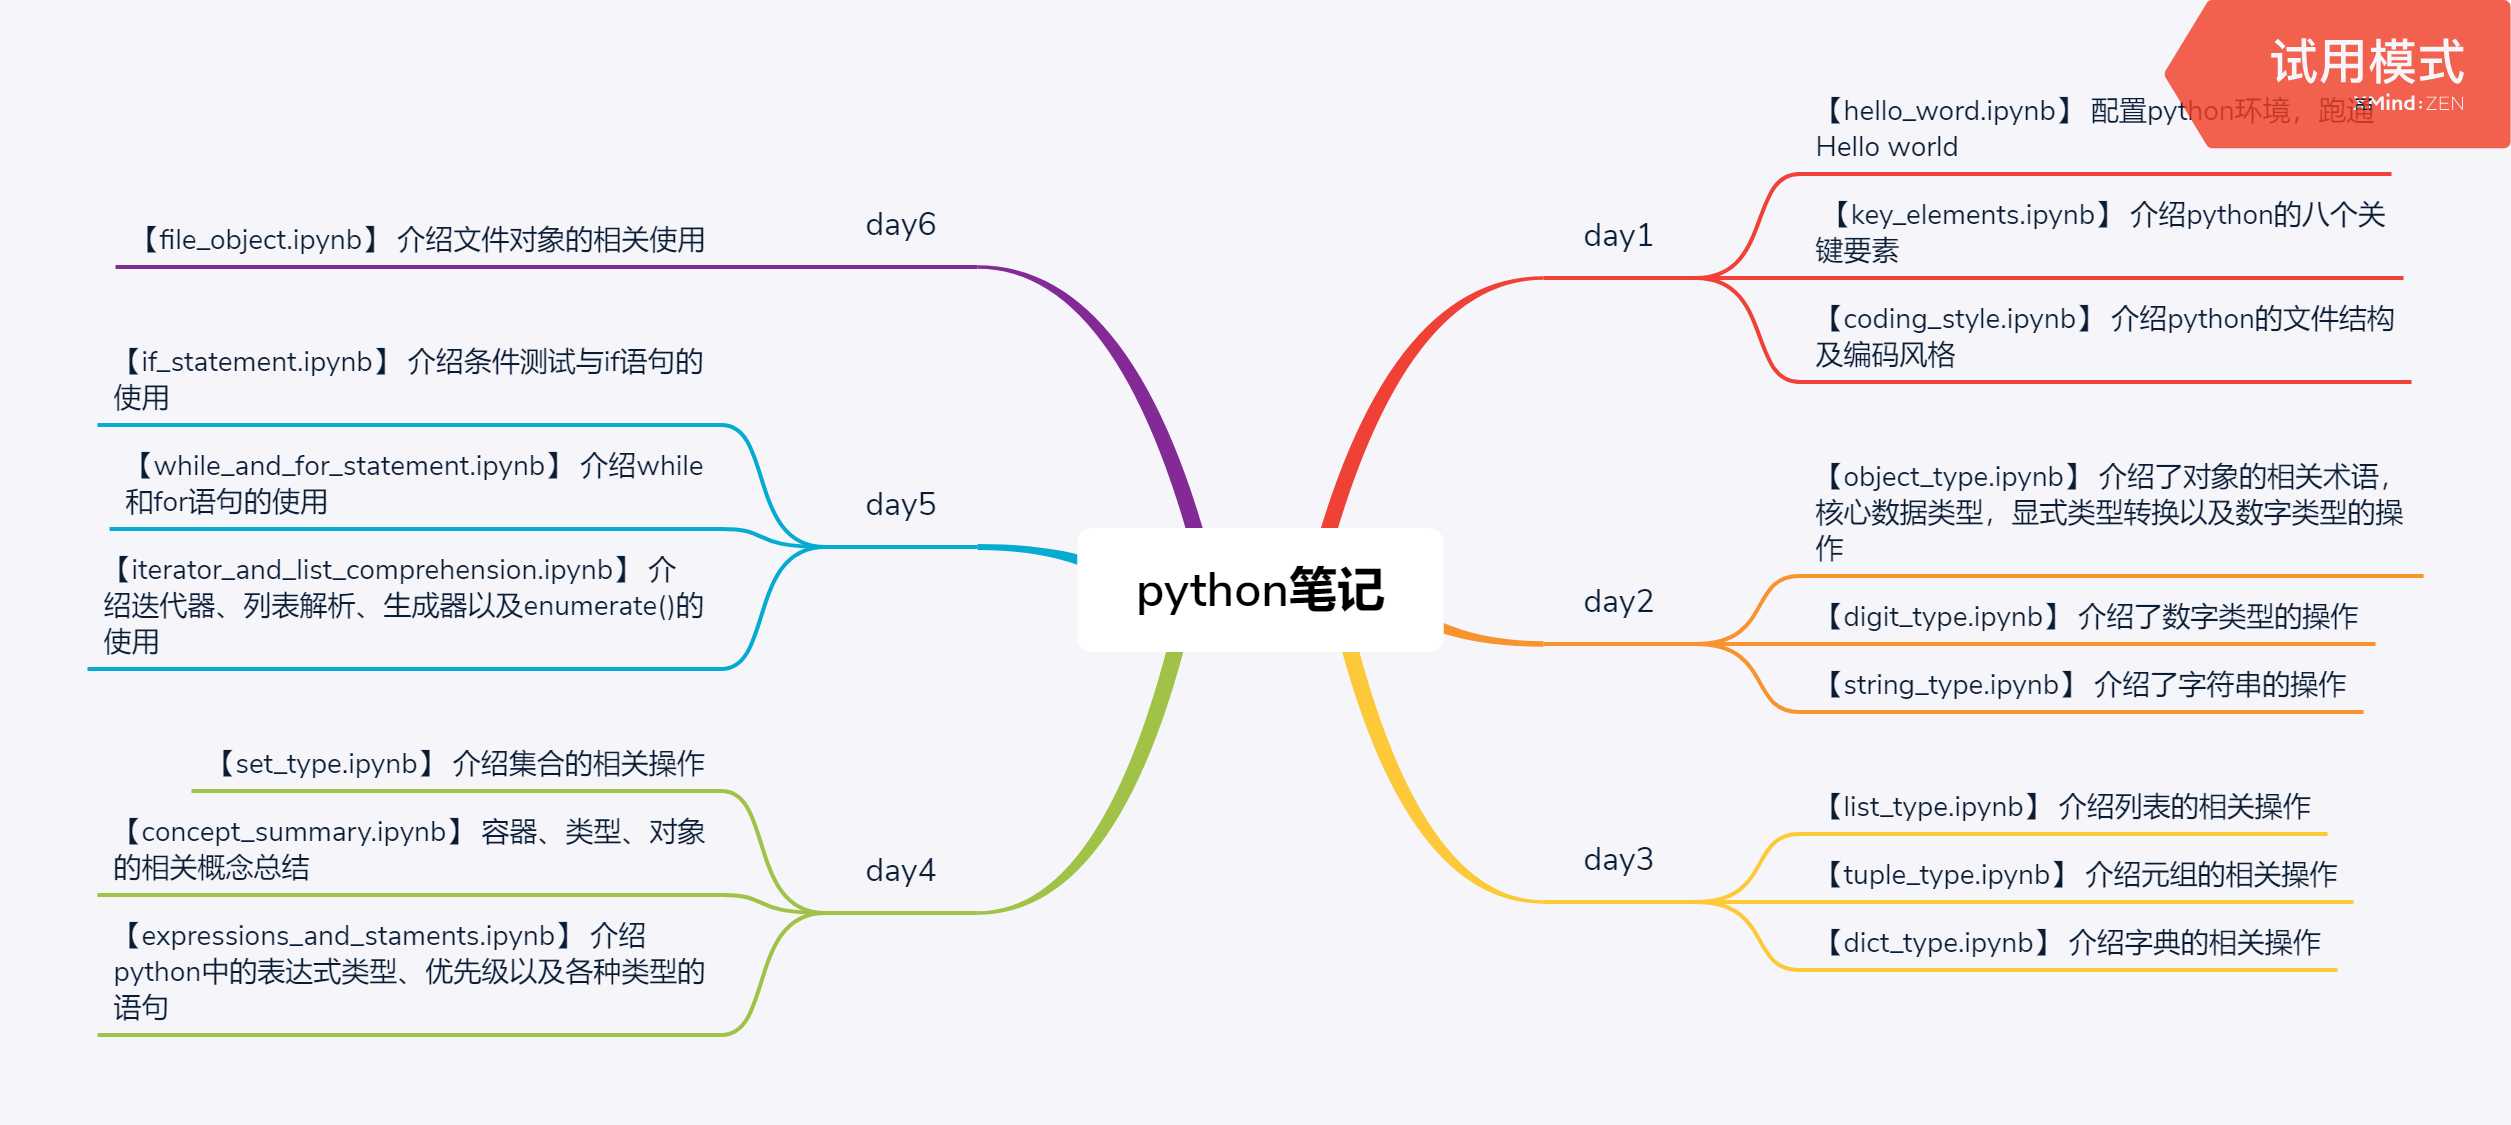 试用模式
XMind:ZEN
python笔记
day1
【hello_word.ipynb】 配置python环境，跑通
Hello world
【key_elements.ipynb】 介绍python的八个关
键要素
【coding_style.ipynb】 介绍python的文件结构
及编码风格
day2
【object_type.ipynb】 介绍了对象的相关术语，
核心数据类型，显式类型转换以及数字类型的操
作
【digit_type.ipynb】 介绍了数字类型的操作
【string_type.ipynb】 介绍了字符串的操作
day3
【list_type.ipynb】 介绍列表的相关操作
【tuple_type.ipynb】 介绍元组的相关操作
【dict_type.ipynb】 介绍字典的相关操作
day4
【set_type.ipynb】 介绍集合的相关操作
【concept_summary.ipynb】 容器、类型、对象
的相关概念总结
【expressions_and_staments.ipynb】 介绍
python中的表达式类型、优先级以及各种类型的
语句
day5
【if_statement.ipynb】 介绍条件测试与if语句的
使用
【while_and_for_statement.ipynb】 介绍while
和for语句的使用
【iterator_and_list_comprehension.ipynb】 介
绍迭代器、列表解析、生成器以及enumerate()的
使用
day6
【file_object.ipynb】 介绍文件对象的相关使用